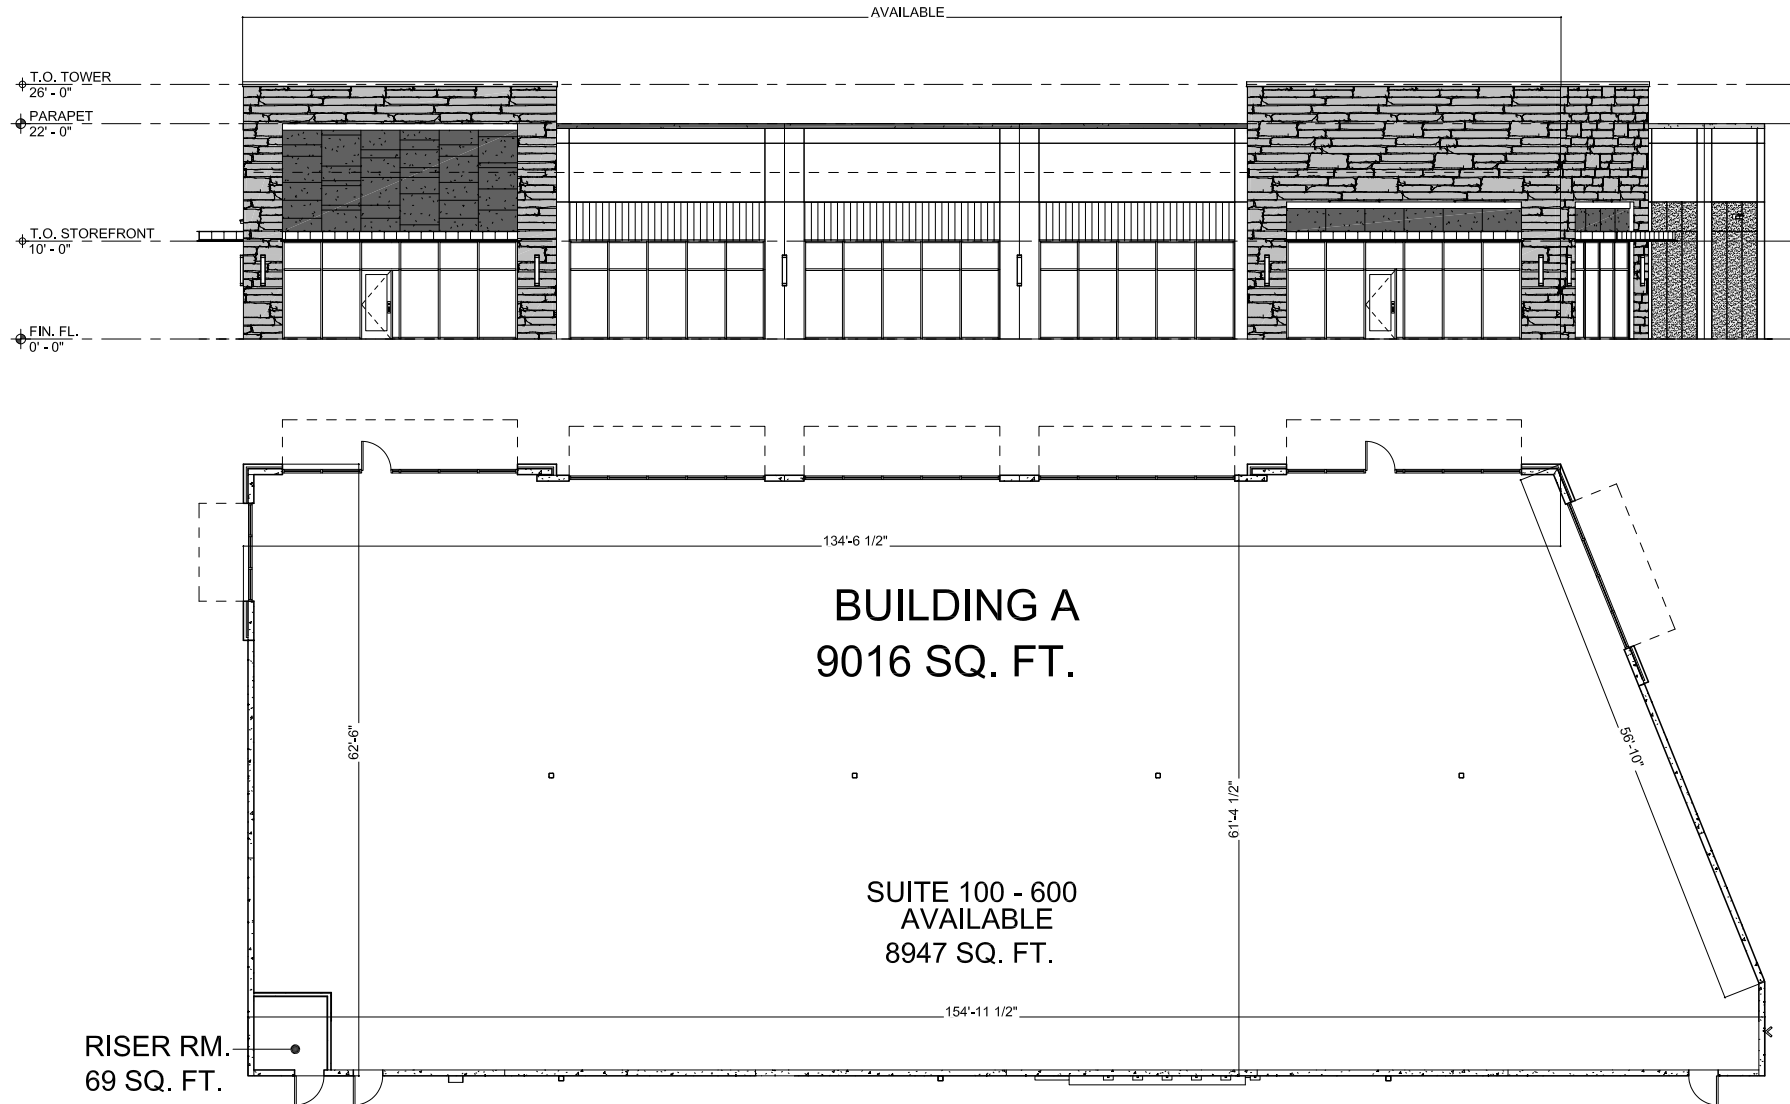 AVAILABLE
T.O. TOWER
26' - 0"
PARAPET
22' - 0"
T.O. STOREFRONT
10' - 0"
FIN. FL.
0' - 0"
134'-6 1/2"
BUILDING A
9016 SQ. FT.
62'-6"
56'-10"
61'-4 1/2"
SUITE 100 - 600
AVAILABLE
8947 SQ. FT.
154'-11 1/2"
RISER RM.
69 SQ. FT.